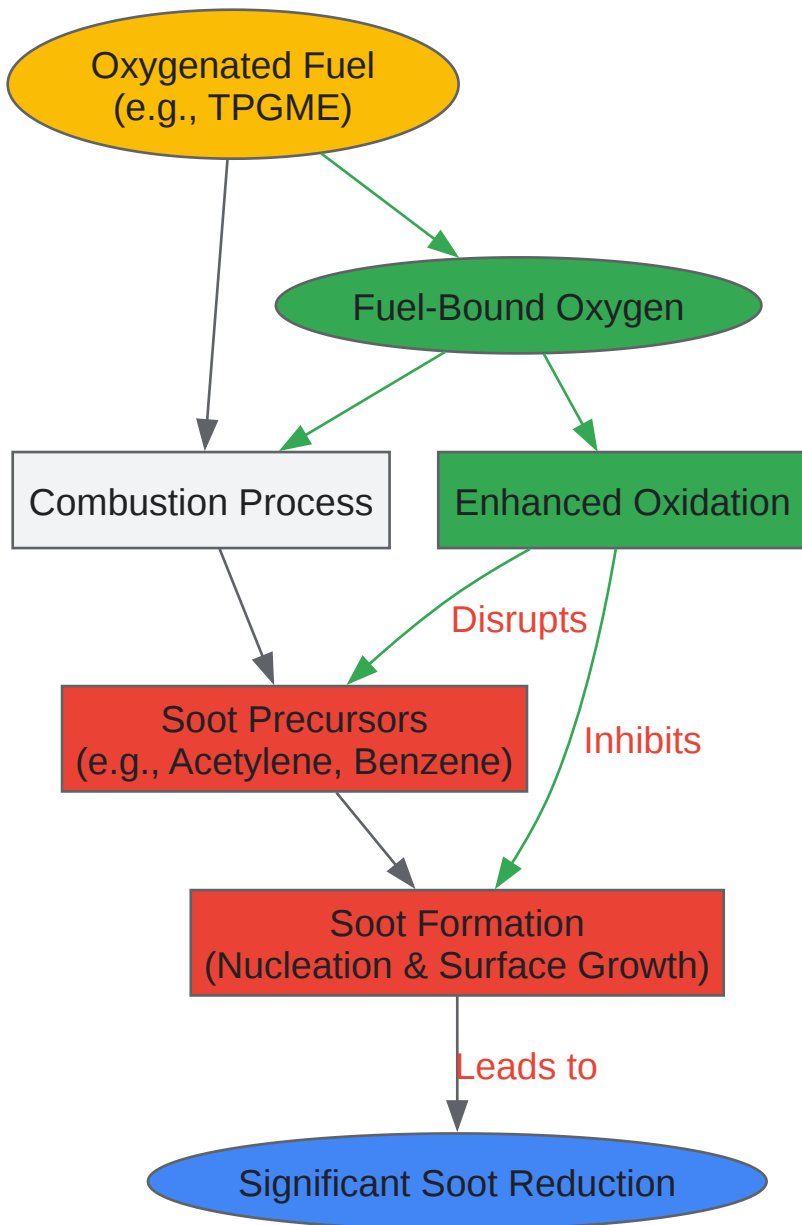 Oxygenated Fuel
(e.g., TPGME)
Fuel-Bound Oxygen
Combustion Process
Enhanced Oxidation
Disrupts
Soot Precursors
(e.g., Acetylene, Benzene)
Inhibits
Soot Formation
(Nucleation & Surface Growth)
Leads to
Significant Soot Reduction